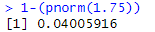 > 1-(pnorm(1.75))
[1] 0.04005916